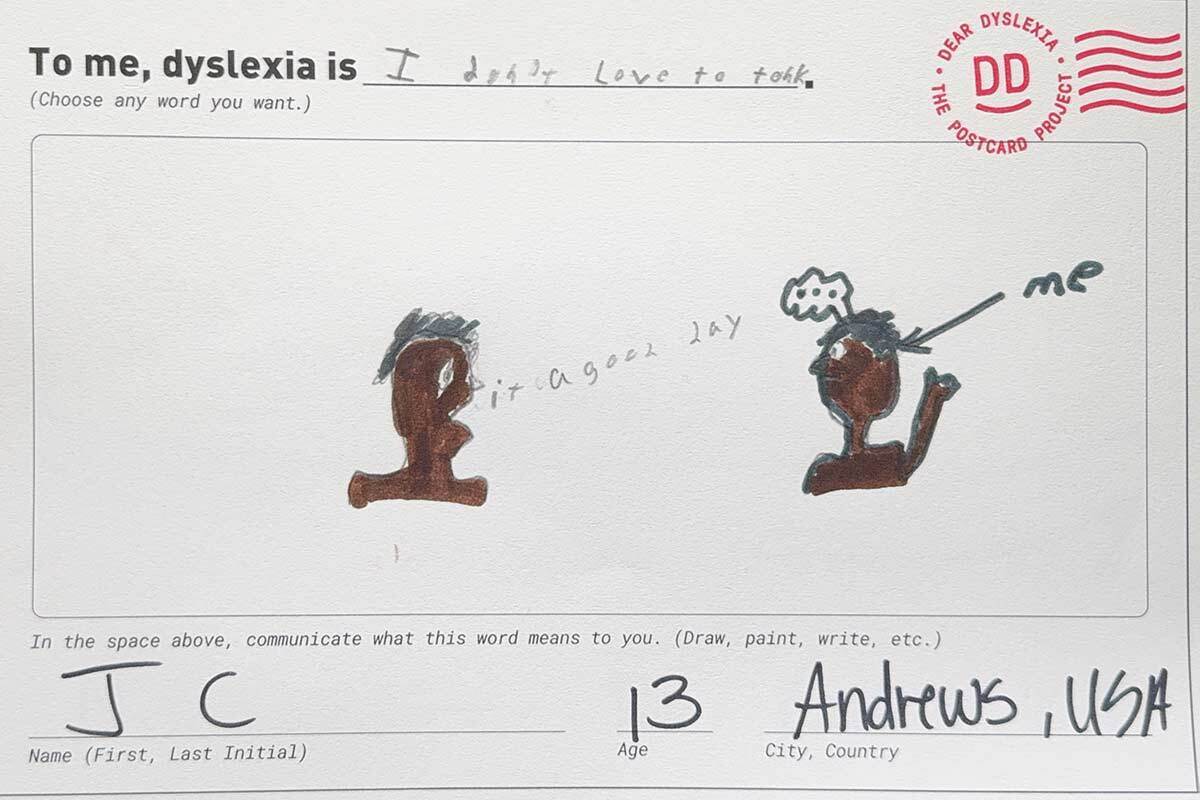 To me, dyslexia is I Love to
(Choose any word you want.)
• DEAR DYSLEXIA • THE POSTCARD PROJECT
DD
me
it a good day
In the space above, communicate what this word means to you. (Draw, paint, write, etc.)
J C 13 Andrews, USA
Name (First, Last Initial) Age City, Country